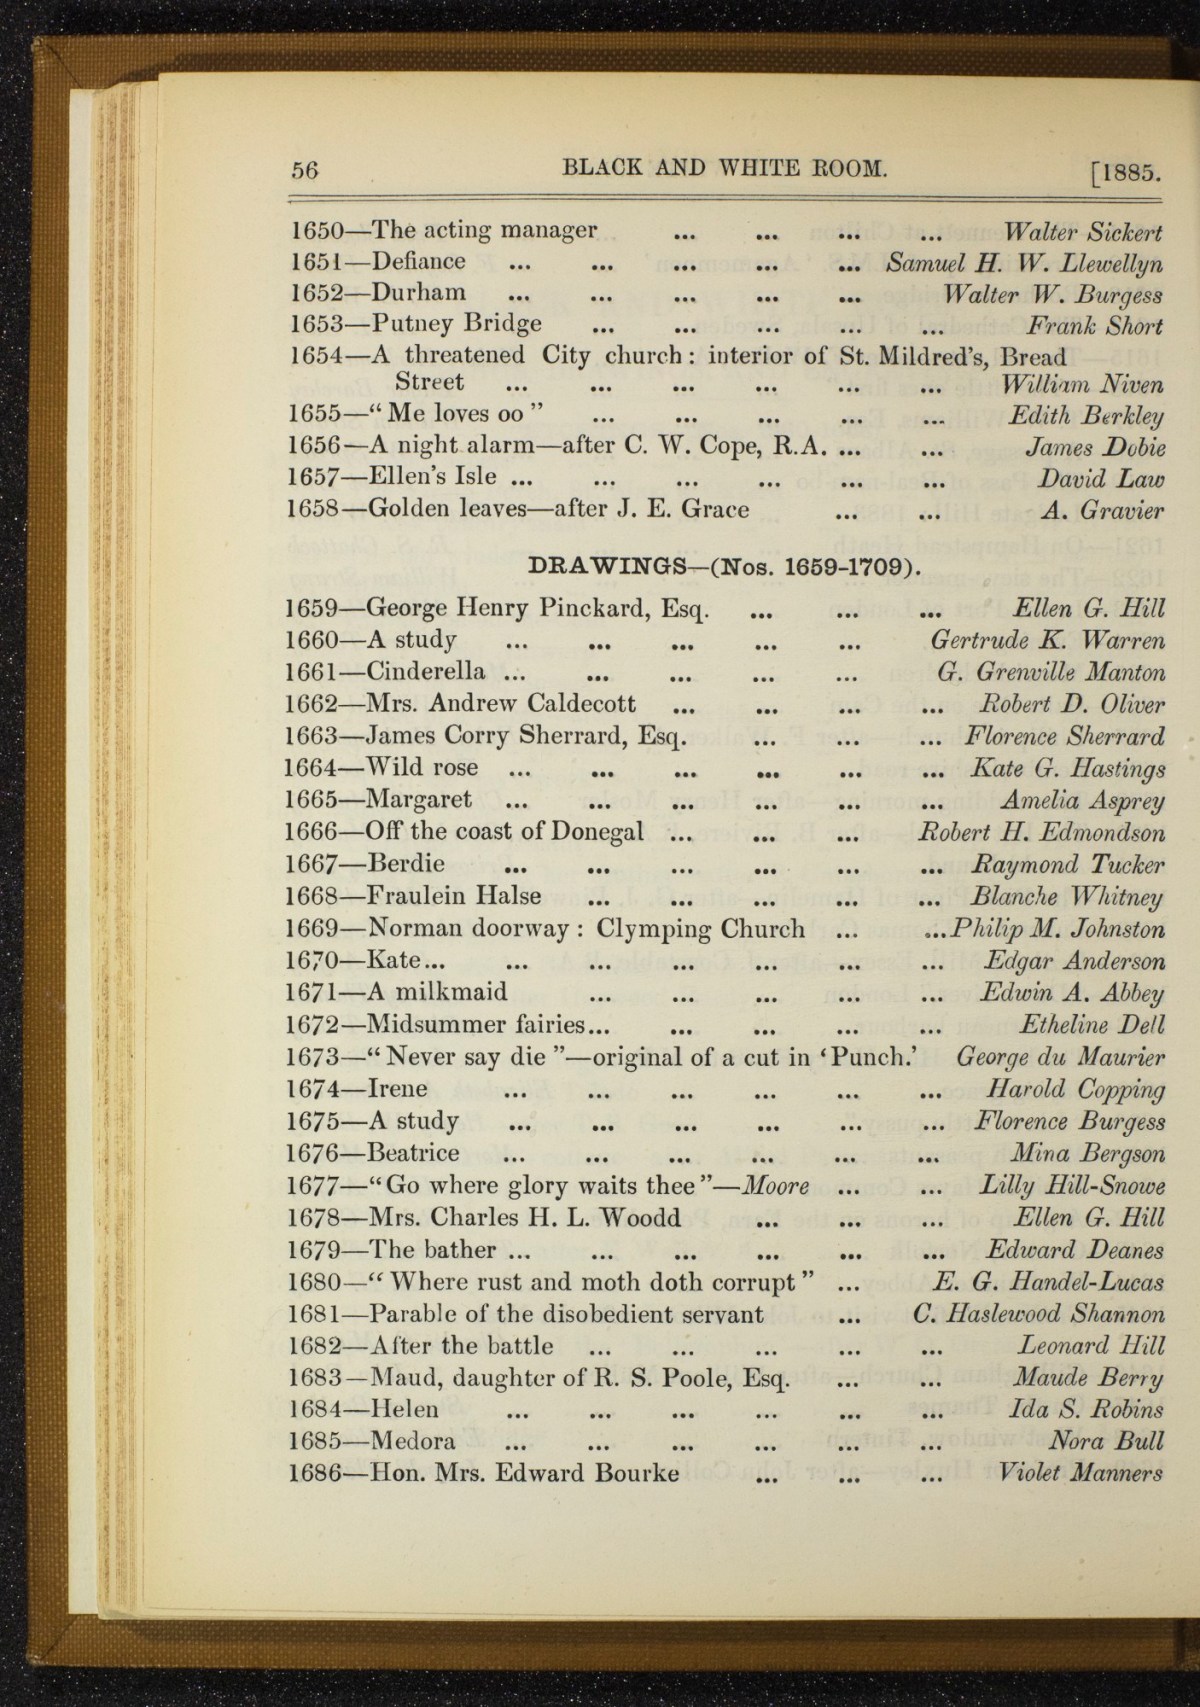 56 BLACK AND WHITE ROOM. [1885.
1650—The acting manager ... ... ... ... Walter Sickert
1651—Defiance ... ... ... ... ... Samuel H. W. Llewellyn
1652—Durham ... ... ... ... ... Walter W. Burgess
1653—Putney Bridge ... ... ... ... ... Frank Short
1654—A threatened City church: interior of St. Mildred's, Bread
Street ... ... ... ... ... ... William Niven
1655—“Me loves oo” ... ... ... ... ... Edith Berkley
1656—A night alarm—after C. W. Cope, R.A. ... ... James Dobie
1657—Ellen's Isle ... ... ... ... ... ... David Law
1658—Golden leaves—after J. E. Grace ... ... A. Gravier
DRAWINGS—(Nos. 1659-1709).
1659—George Henry Pinckard, Esq. ... ... ... Ellen G. Hill
1660—A study ... ... ... ... ... Gertrude K. Warren
1661—Cinderella ... ... ... ... ... G. Grenville Manton
1662—Mrs. Andrew Caldecott ... ... ... ... Robert D. Oliver
1663—James Corry Sherrard, Esq. ... ... ... Florence Sherrard
1664—Wild rose ... ... ... ... ... ... Kate G. Hastings
1665—Margaret ... ... ... ... ... ... Amelia Asprey
1666—Off the coast of Donegal ... ... ... Robert H. Edmondson
1667—Berdie ... ... ... ... ... ... Raymond Tucker
1668—Fraulein Halse ... ... ... ... ... Blanche Whitney
1669—Norman doorway : Clymping Church ... ...Philip M. Johnston
1670—Kate... ... ... ... ... ... ... Edgar Anderson
1671—A milkmaid ... ... ... ... ... Edwin A. Abbey
1672—Midsummer fairies... ... ... ... ... Etheline Dell
1673—“Never say die”—original of a cut in ‘Punch.’ George du Maurier
1674—Irene ... ... ... ... ... ... Harold Copping
1675—A study ... ... ... ... ... ... Florence Burgess
1676—Beatrice ... ... ... ... ... ... Mina Bergson
1677—“Go where glory waits thee”—Moore ... ... Lilly Hill-Snowe
1678—Mrs. Charles H. L. Woodd ... ... ... Ellen G. Hill
1679—The bather ... ... ... ... ... ... Edward Deanes
1680—“Where rust and moth doth corrupt” ... E. G. Handel-Lucas
1681—Parable of the disobedient servant ... C. Haslewood Shannon
1682—After the battle ... ... ... ... ... Leonard Hill
1683—Maud, daughter of R. S. Poole, Esq. ... ... Maude Berry
1684—Helen ... ... ... ... ... ... Ida S. Robins
1685—Medora ... ... ... ... ... ... Nora Bull
1686—Hon. Mrs. Edward Bourke ... ... ... Violet Manners